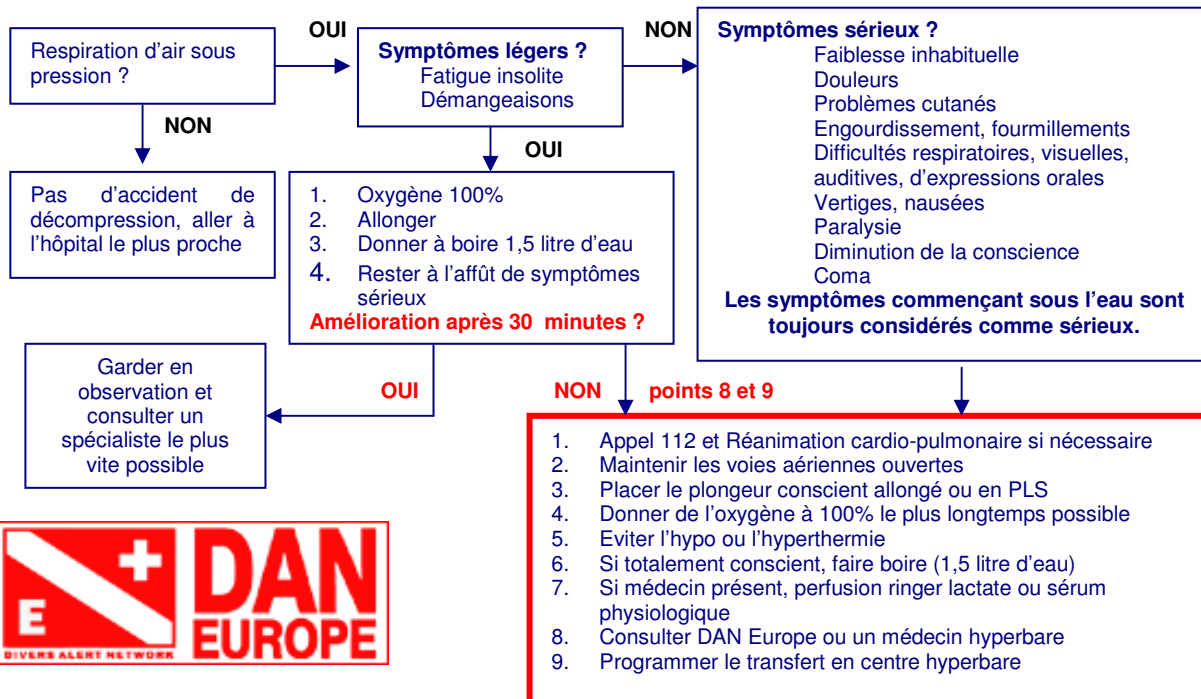 Respiration d'air sous
pression ?
OUI
Symptômes légers ?
Fatigue insolite
Démangeaisons
NON
Symptômes sérieux ?
Faiblesse inhabituelle
Douleurs
Problèmes cutanés
Engourdissement, fourmillements
Difficultés respiratoires, visuelles,
auditives, d'expressions orales
Vertiges, nausées
Paralysie
Diminution de la conscience
Coma
Les symptômes commençant sous l'eau sont
toujours considérés comme sérieux.
NON
Pas d'accident de
décompression, aller à
l'hôpital le plus proche
OUI
1. Oxygène 100%
2. Allonger
3. Donner à boire 1,5 litre d'eau
4. Rester à l'affût de symptômes
sérieux
Amélioration après 30 minutes ?
OUI
Garder en
observation et
consulter un
spécialiste le plus
vite possible
NON points 8 et 9
1. Appel 112 et Réanimation cardio-pulmonaire si nécessaire
2. Maintenir les voies aériennes ouvertes
3. Placer le plongeur conscient allongé ou en PLS
4. Donner de l'oxygène à 100% le plus longtemps possible
5. Eviter l'hypo ou l'hyperthermie
6. Si totalement conscient, faire boire (1,5 litre d'eau)
7. Si médecin présent, perfusion ringer lactate ou sérum
physiologique
8. Consulter DAN Europe ou un médecin hyperbare
9. Programmer le transfert en centre hyperbare
E
DIVERS ALERT NETWORK
DAN
EUROPE